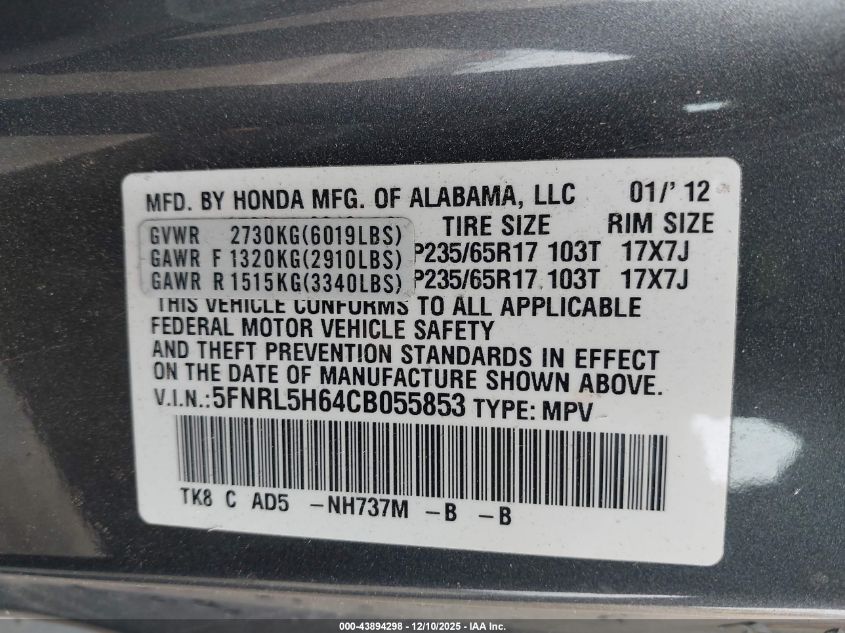 MFD. BY HONDA MFG. OF ALABAMA, LLC 01/'12
TIRE SIZE RIM SIZE
GVWR 2730KG(6019LBS)
GAWR F 1320KG(2910LBS) P235/65R17 103T 17X7J
GAWR R 1515KG(3340LBS) P235/65R17 103T 17X7J
THIS VEHICLE CONFORMS TO ALL APPLICABLE
FEDERAL MOTOR VEHICLE SAFETY
AND THEFT PREVENTION STANDARDS IN EFFECT
ON THE DATE OF MANUFACTURE SHOWN ABOVE.
V.I.N.:5FNRL5H64CB055853 TYPE: MPV
TK8 C AD5 -NH737M -B -B
000-43894298 - 12/10/2025 - IAA Inc.